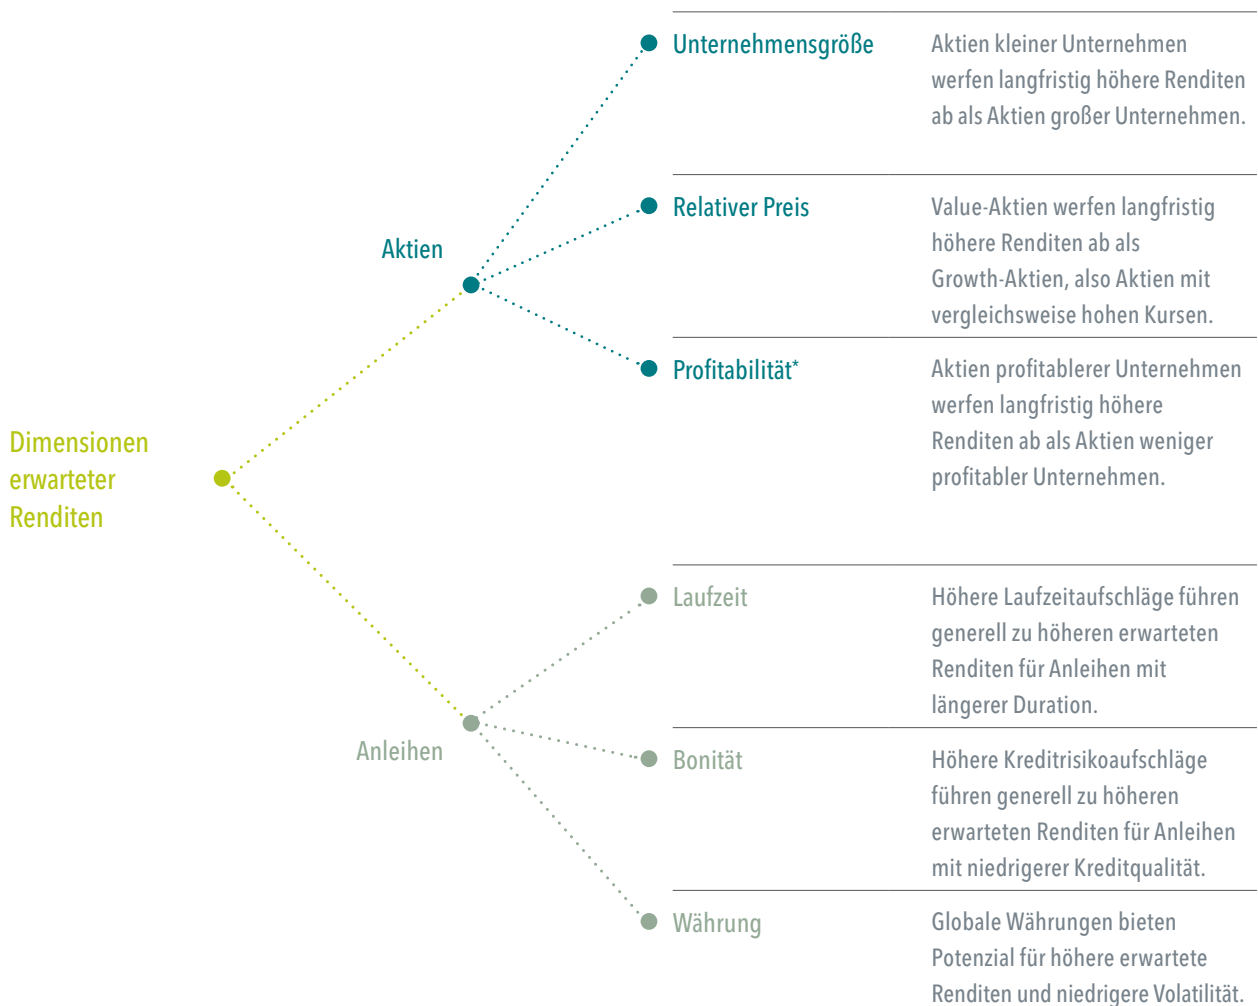 Dimensionen
erwarteter
Renditen
Aktien
Unternehmensgröße
Aktien kleiner Unternehmen
werfen langfristig höhere Renditen
ab als Aktien großer Unternehmen.
Relativer Preis
Value-Aktien werfen langfristig
höhere Renditen ab als
Growth-Aktien, also Aktien mit
vergleichsweise hohen Kursen.
Profitabilität*
Aktien profitablerer Unternehmen
werfen langfristig höhere
Renditen ab als Aktien weniger
profitabler Unternehmen.
Anleihen
Laufzeit
Höhere Laufzeitaufschläge führen
generell zu höheren erwarteten
Renditen für Anleihen mit
längerer Duration.
Bonität
Höhere Kreditrisikoaufschläge
führen generell zu höheren
erwarteten Renditen für Anleihen
mit niedrigerer Kreditqualität.
Währung
Globale Währungen bieten
Potenzial für höhere erwartete
Renditen und niedrigere Volatilität.